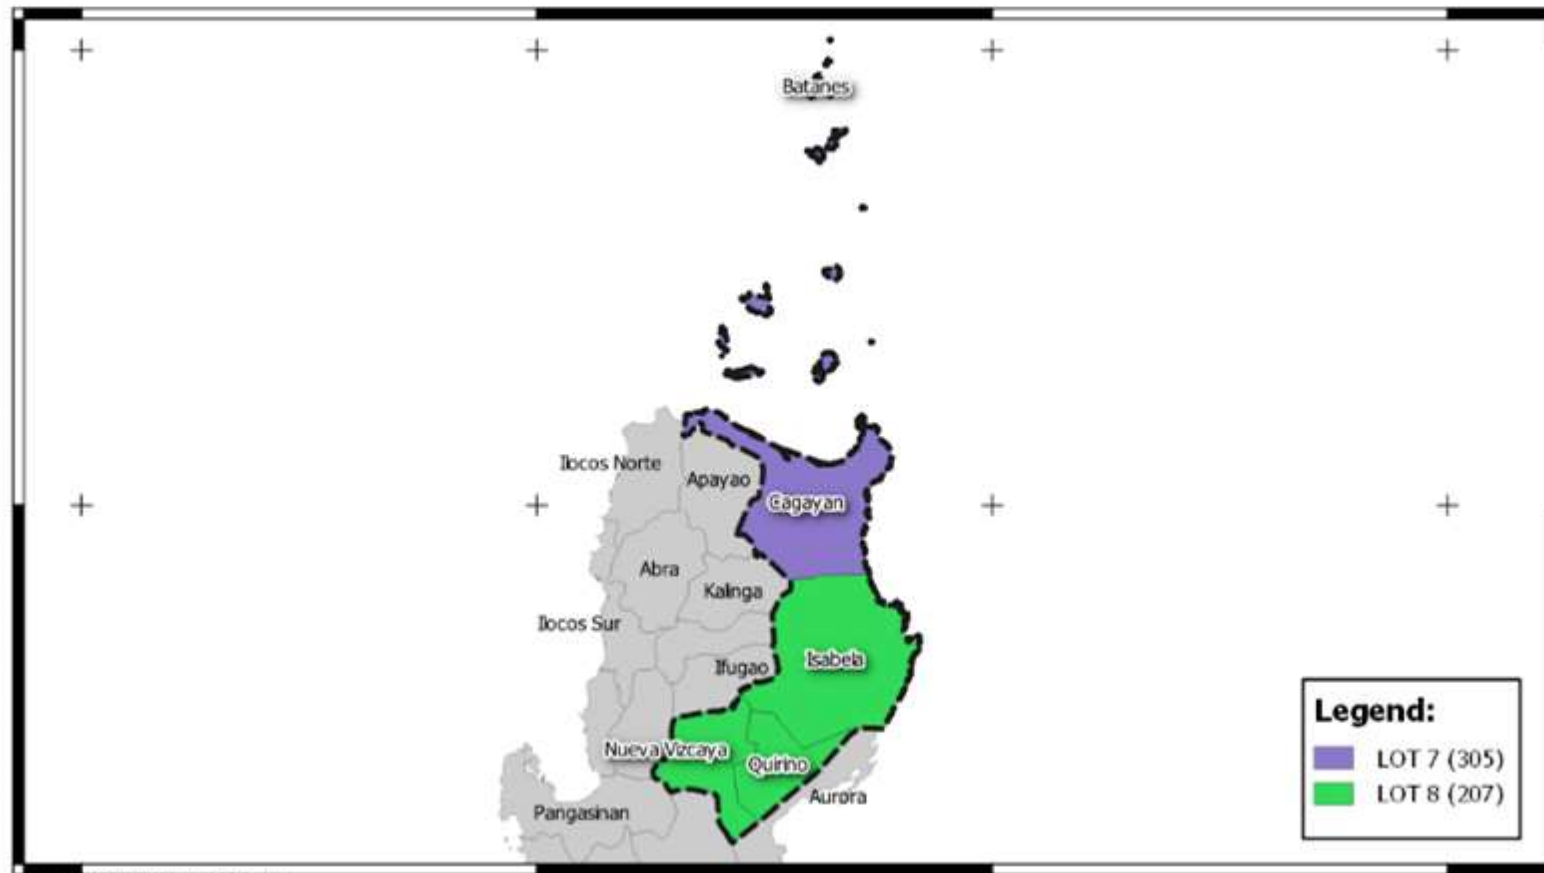 Batanes
Ilocos Norte
Apayao
Cagayan
Abra
Kalinga
Ilocos Sur
Ifugao
Isabela
Nueva Vizcaya
Quirino
Aurora
Pangasinan
Legend:
LOT 7 (305)
LOT 8 (207)